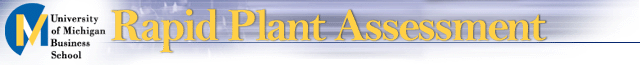 University
of Michigan
Business
School
Rapid Plant Assessment